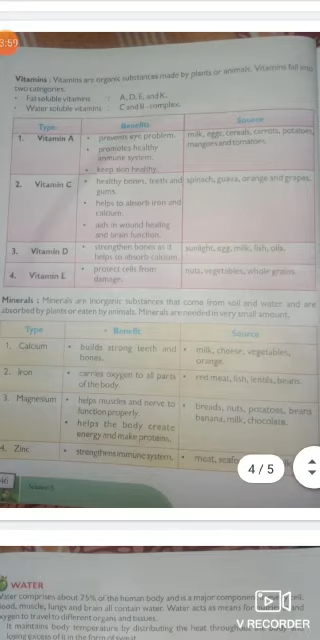 3:59
Vitamins : Vitamins are organic substances made by plants or animals. Vitamins fall into
two categories.
• Fat soluble vitamins : A, D, E, and K.
• Water soluble vitamins : C and B - complex.
Type Benefits Source
1. Vitamin A • prevents eye problem. milk, eggs, cereals, carrots, potatoes,
• promotes healthy mangoes and tomatoes.
immune system.
• keep skin healthy.
2. Vitamin C • healthy bones, teeth and spinach, guava, orange and grapes.
gums.
• helps to absorb iron and
calcium.
• aids in wound healing
and brain function.
3. Vitamin D • strengthen bones as it sunlight, egg, milk, fish, oils.
helps to absorb calcium.
4. Vitamin E • protect cells from nuts, vegetables, whole grains.
damage.
Minerals : Minerals are inorganic substances that come from soil and water and are
absorbed by plants or eaten by animals. Minerals are needed in very small amount.
Type • Benefit Source
1. Calcium • builds strong teeth and • milk, cheese, vegetables,
bones. orange.
2. Iron • carries oxygen to all parts • red meat, fish, lentils, beans.
of the body.
3. Magnesium • helps muscles and nerve to • breads, nuts, potatoes, beans
function properly. banana, milk, chocolate.
• helps the body create
energy and make proteins.
4. Zinc • strengthens immune system. • meat, seafo
4 / 5
46 Science-5
WATER
Water comprises about 75% of the human body and is a major
lood, muscle, lungs and brain all contain water. Water acts as means for and
oxygen to travel to different organs and tissues.
It maintains body temperature by distributing the heat throughout
losing excess of it in the form of sweat.
V RECORDER